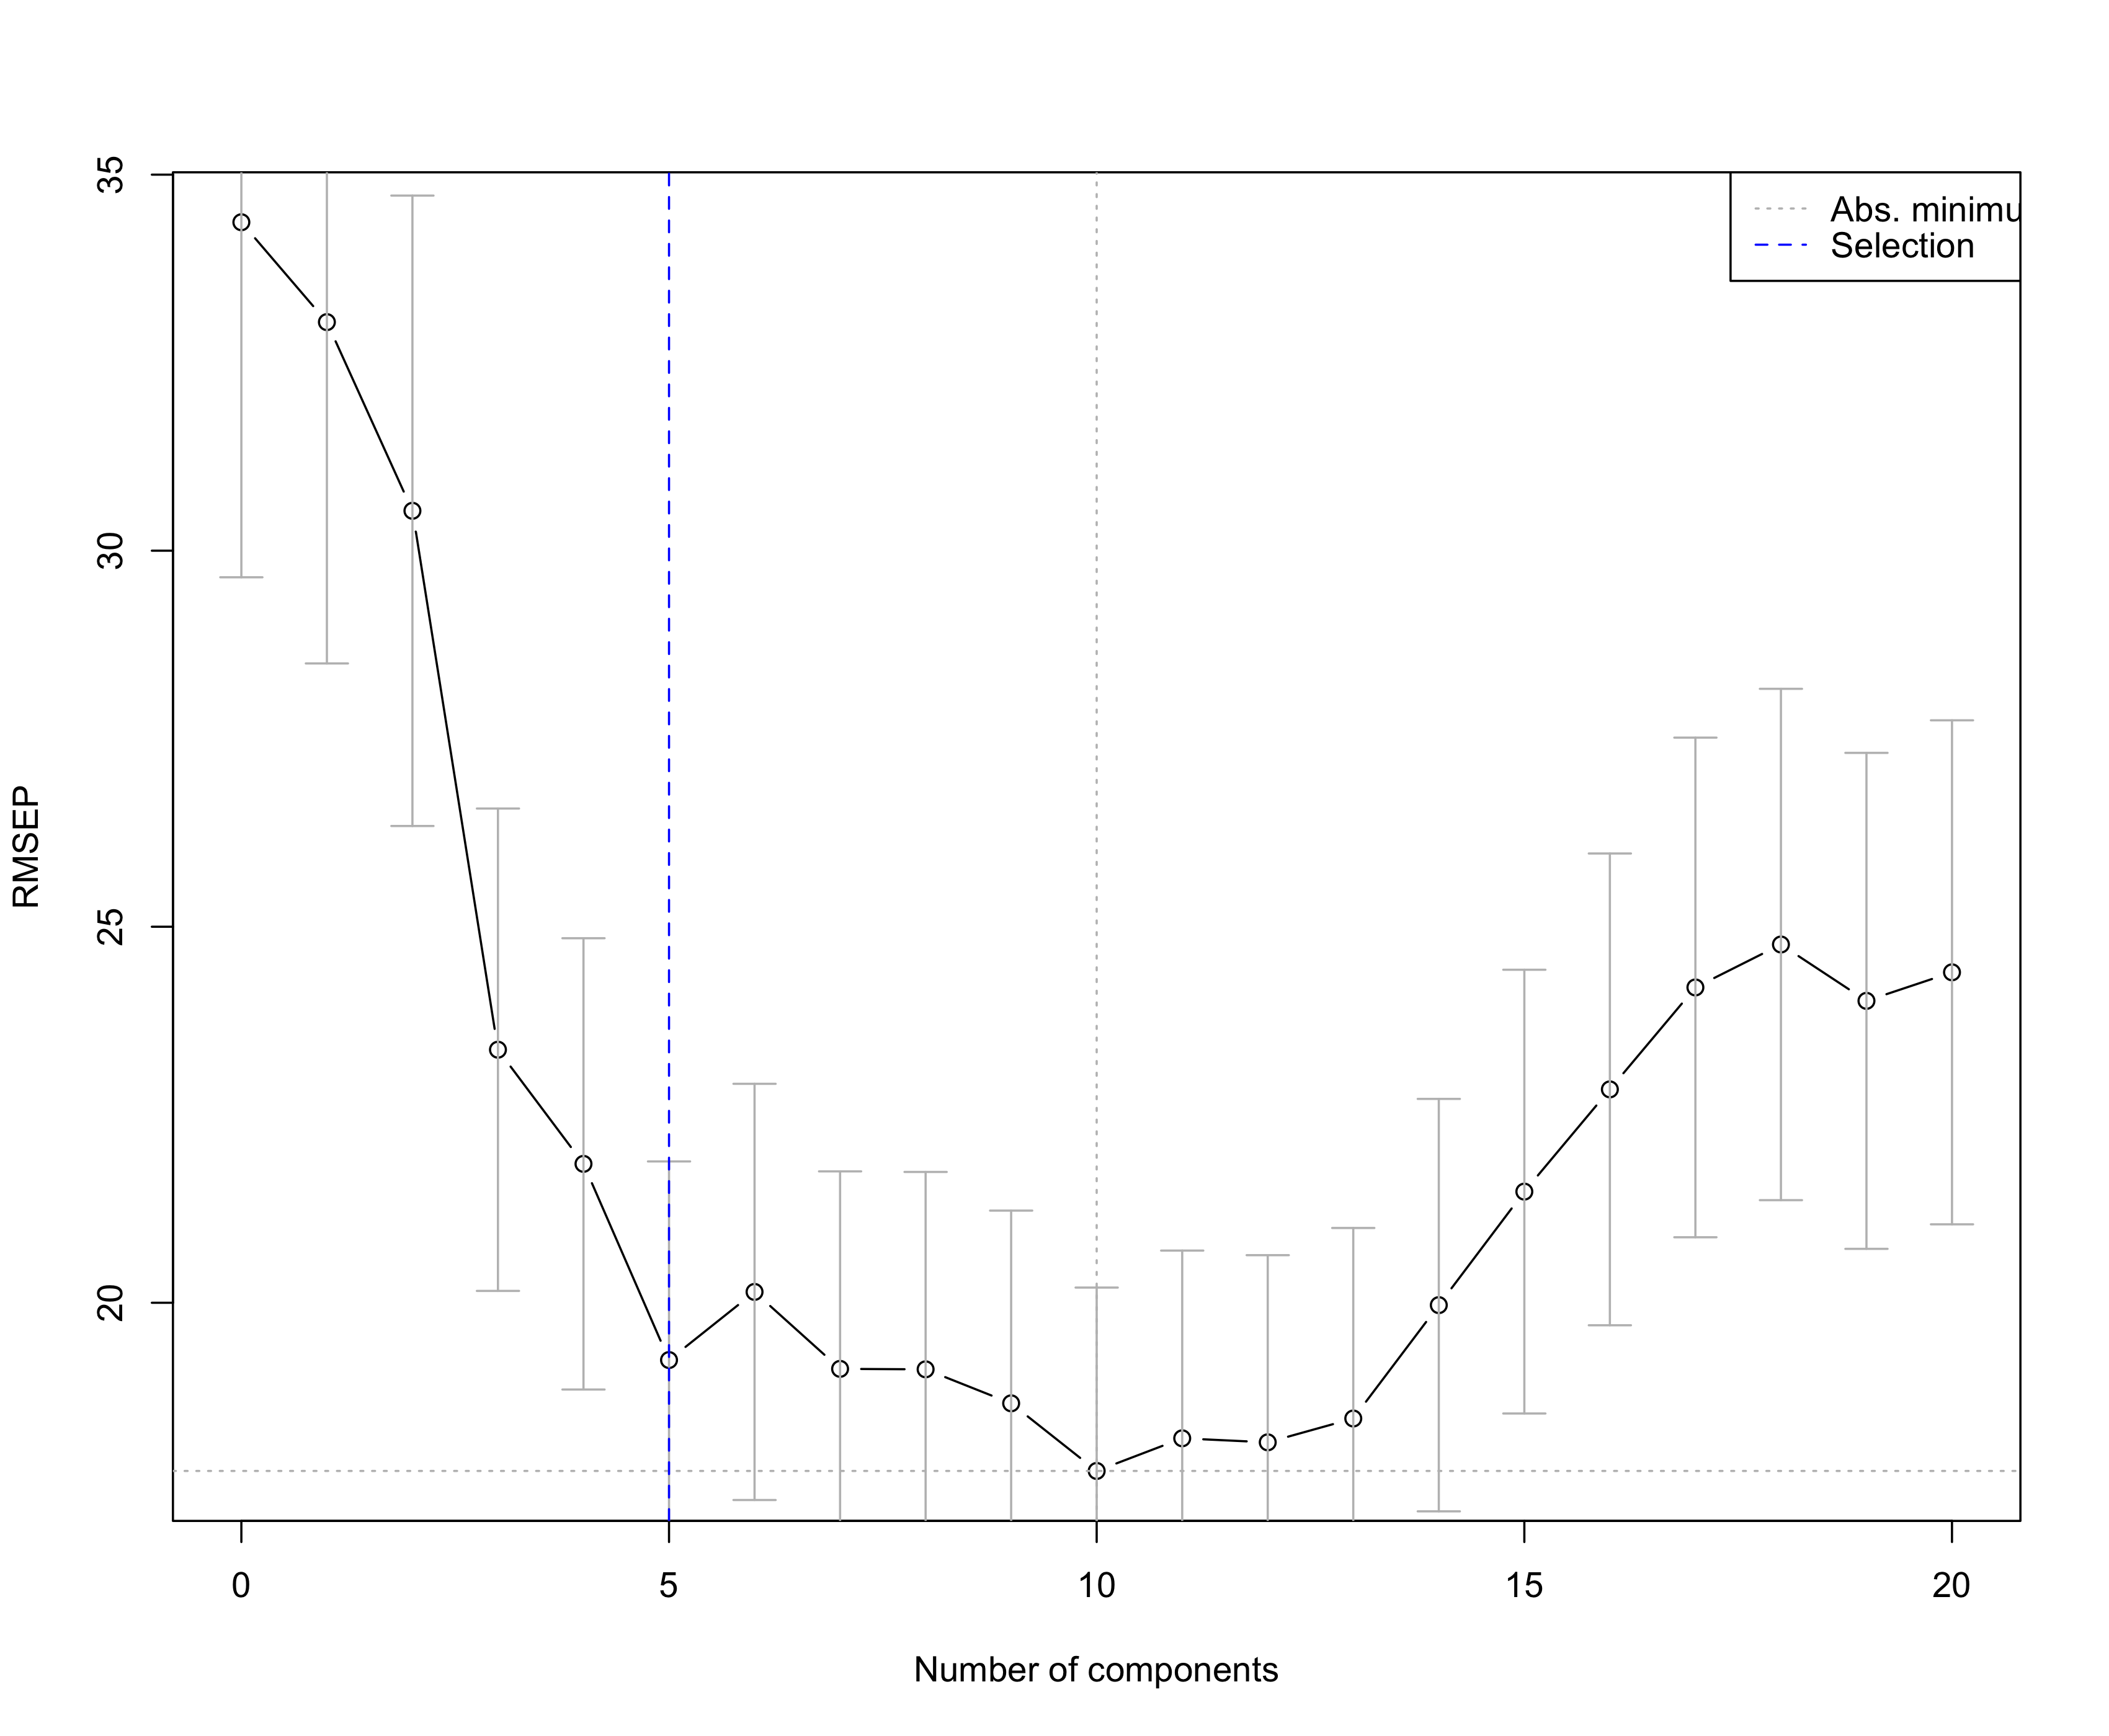 35
30
25
20
RMSEP
Abs. minimu
Selection
0 5 10 15 20
Number of components